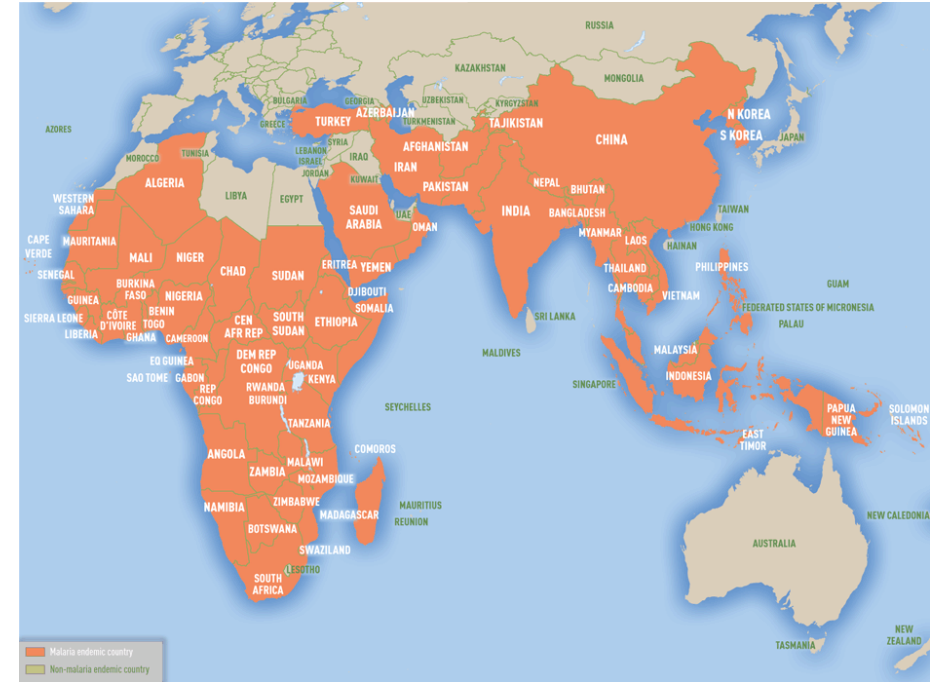 RUSSIA
KAZAKHSTAN
MONGOLIA
BULGARIA
GEORGIA
UZBEKISTAN
KYRGYZSTAN
AZERBAIJAN
TURKEY
GREECE
TURKMENISTAN
TAJIKISTAN
N KOREA
S KOREA
JAPAN
CHINA
AZORES
MOROCCO
TUNISIA
LEBANON
ISRAEL
SYRIA
IRAQ
JORDAN
KUWAIT
IRAN
AFGHANISTAN
PAKISTAN
NEPAL
BHUTAN
ALGERIA
LIBYA
EGYPT
WESTERN
SAHARA
SAUDI
ARABIA
UAE
OMAN
INDIA
BANGLADESH
TAIWAN
HONG KONG
HAINAN
MYANMAR
LAOS
CAPE
VERDE
MAURITANIA
MALI
NIGER
CHAD
SUDAN
ERITREA
YEMEN
THAILAND
PHILIPPINES
SENEGAL
BURKINA
FASO
NIGERIA
DJIBOUTI
CAMBODIA
VIETNAM
GUAM
GUINEA
SIERRA LEONE
LIBERIA
CÔTE
D'IVOIRE
BENIN
TOGO
GHANA
CAMEROON
CEN
AFR REP
SOUTH
SUDAN
ETHIOPIA
SOMALIA
SRI LANKA
FEDERATED STATES OF MICRONESIA
PALAU
MALDIVES
MALAYSIA
EQ GUINEA
SAO TOME
GABON
REP
CONGO
DEM REP
CONGO
UGANDA
KENYA
RWANDA
BURUNDI
SINGAPORE
INDONESIA
SEYCHELLES
TANZANIA
PAPUA
NEW
GUINEA
SOLOMON
ISLANDS
EAST
TIMOR
COMOROS
ANGOLA
ZAMBIA
MALAWI
MOZAMBIQUE
NAMIBIA
ZIMBABWE
MADAGASCAR
MAURITIUS
REUNION
NEW CALEDONIA
BOTSWANA
SWAZILAND
AUSTRALIA
LESOTHO
SOUTH
AFRICA
NEW
ZEALAND
TASMANIA
Malaria endemic country
Non-malaria endemic country